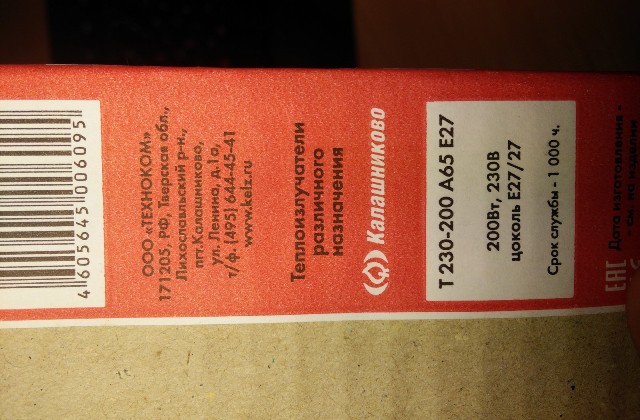 4 605645 006095
ООО «ТЕХНОКОМ»
171205, РФ, Тверская обл.,
Лихославльский р-н,
пгт.Калашниково,
ул. Ленина, д.1а,
т/ф. (495) 644-45-41
www.kelz.ru
Теплоизлучатели
различного
назначения
Калашниково
Т 230-200 А65 Е27
200Вт, 230В
цоколь Е27/27
Срок службы - 1 000 ч.
ЕАС
Дата изготовления -